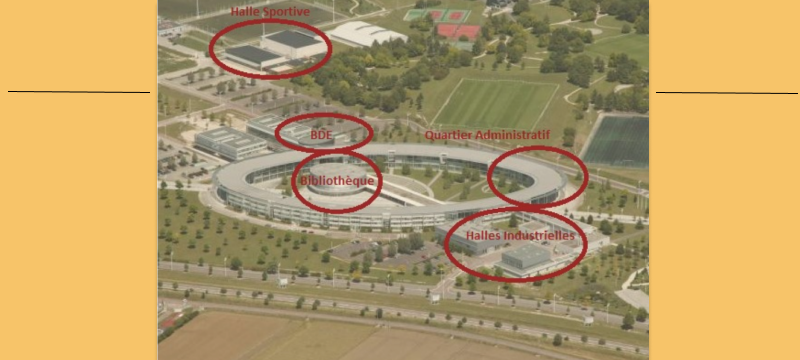 Halle Sportive
BDE
Quartier Administratif
Bibliothèque
Halles Industrielles